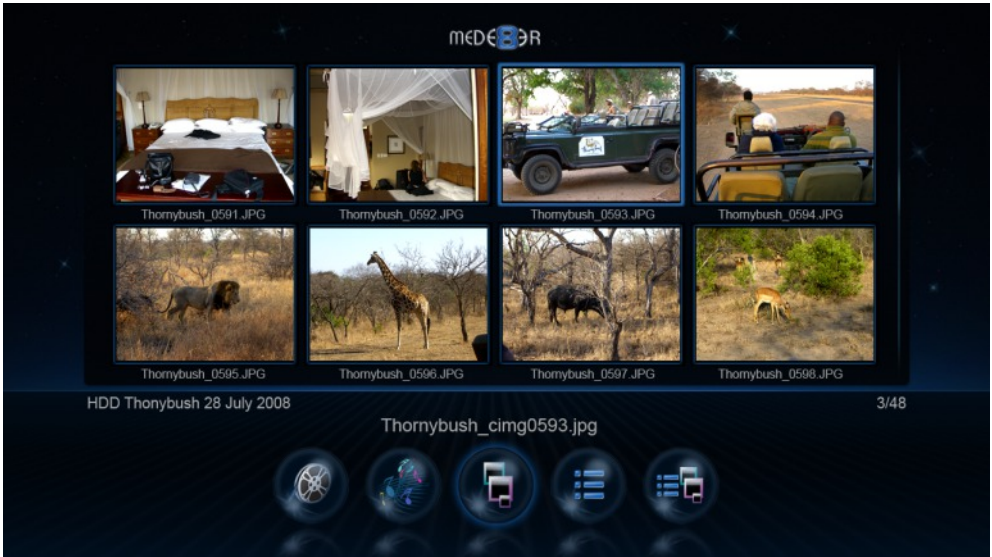 MEDE8ER
Thornybush_0591.JPG
Thornybush_0592.JPG
Thornybush_0593.JPG
Thornybush_0594.JPG
Thornybush_0595.JPG
Thornybush_0596.JPG
Thornybush_0597.JPG
Thornybush_0598.JPG
HDD Thonybush 28 July 2008
3/48
Thornybush_cimg0593.jpg